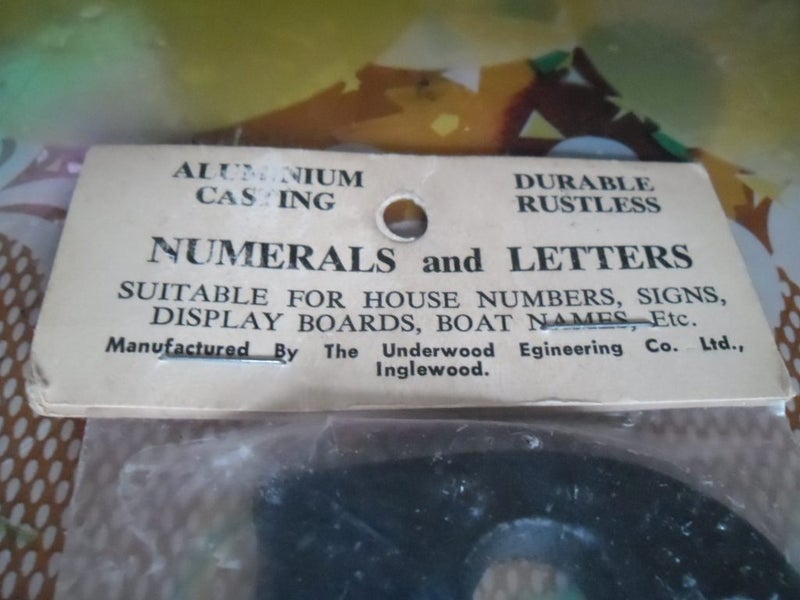 ALUMINIUM
CASTING
DURABLE
RUSTLESS
NUMERALS and LETTERS
SUITABLE FOR HOUSE NUMBERS, SIGNS,
DISPLAY BOARDS, BOAT NAMES, Etc.
Manufactured By The Underwood Egineering Co. Ltd.,
Inglewood.